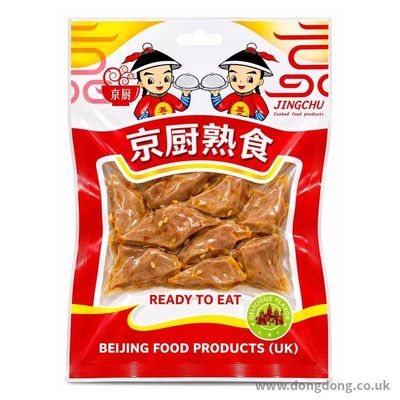 京厨
JINGCHU
Cooked food products
京厨熟食
READY TO EAT
DELICIOUS FLAVOR
BEIJING FOOD PRODUCTS (UK)
www.dongdong.co.uk